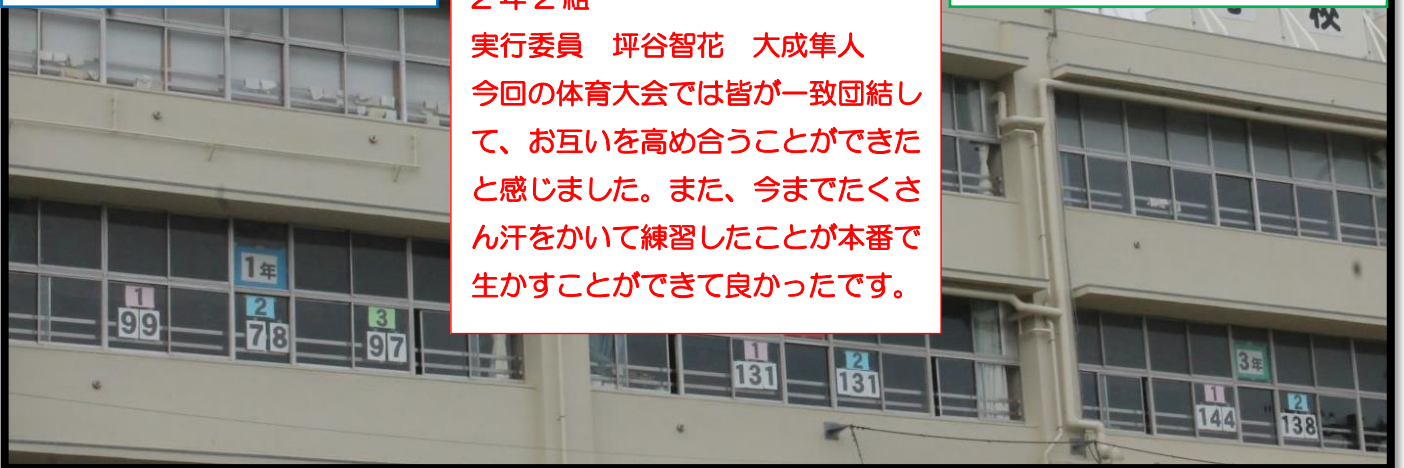 校
２年２組
実行委員　坪谷智花　大成隼人
今回の体育大会では皆が一致団結し
て、お互いを高め合うことができた
と感じました。また、今までたくさ
ん汗をかいて練習したことが本番で
生かすことができて良かったです。
1年
1 2 3
99 78 97
1 2
131 131
3年
1 2
144 138